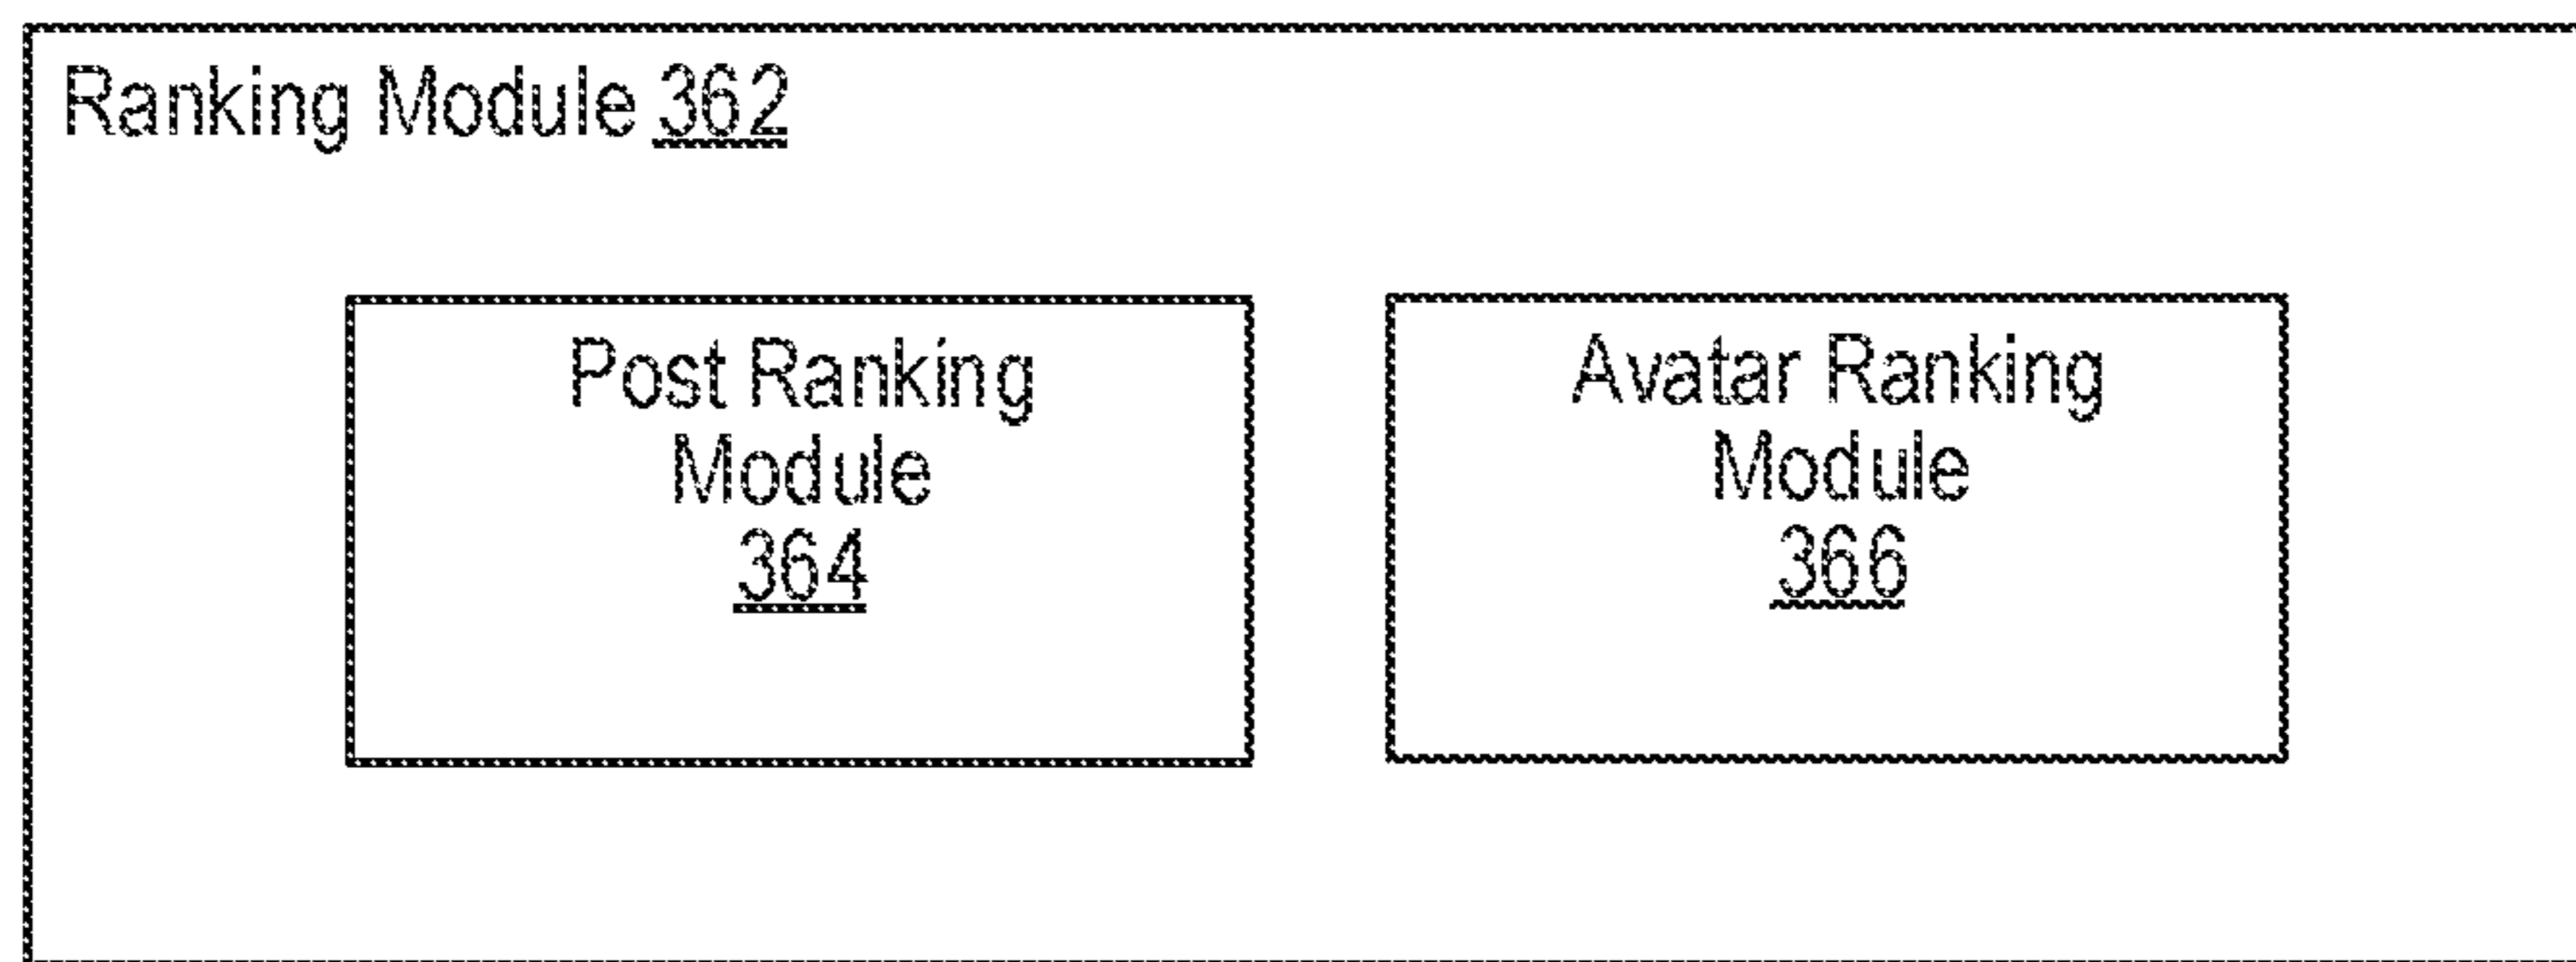 Ranking Module 362
Post Ranking
Module
364
Avatar Ranking
Module
366